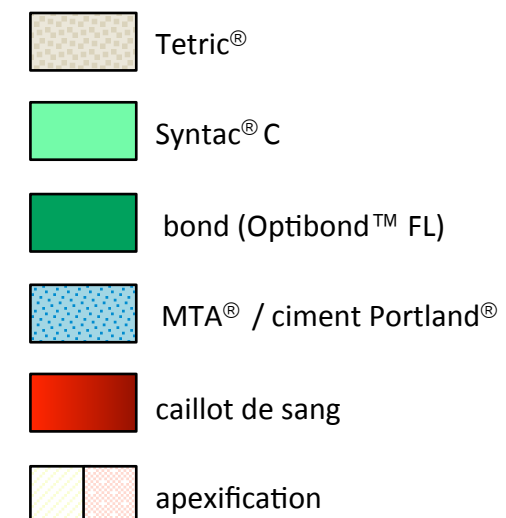 Tetric®
Syntac® C
bond (Optibond™ FL)
MTA® / ciment Portland®
caillot de sang
apexification